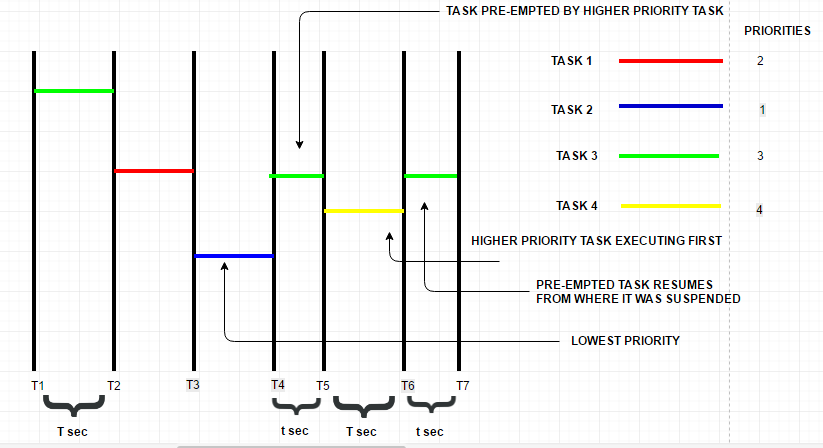 TASK PRE-EMPTED BY HIGHER PRIORITY TASK
PRIORITIES
TASK 1 2
TASK 2 1
TASK 3 3
TASK 4 4
HIGHER PRIORITY TASK EXECUTING FIRST
PRE-EMPTED TASK RESUMES
FROM WHERE IT WAS SUSPENDED
LOWEST PRIORITY
T1 T2 T3 T4 T5 T6 T7
T sec t sec T sec t sec